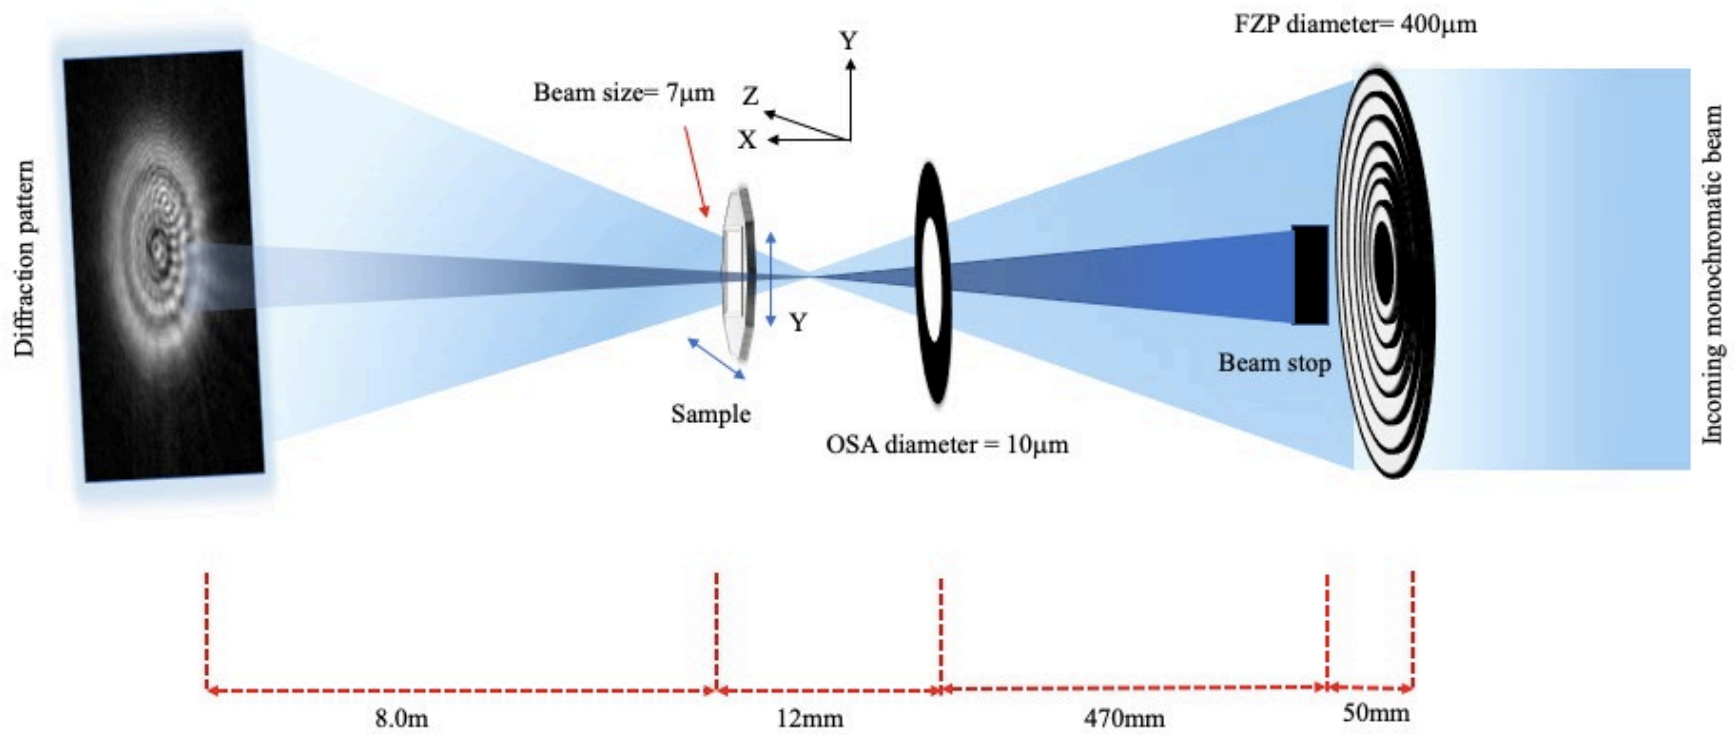 FZP diameter= 400μm
Y
Beam size= 7μm
Z
X
Diffraction pattern
Incoming monochromatic beam
Y
Beam stop
Sample
OSA diameter = 10μm
8.0m
12mm
470mm
50mm